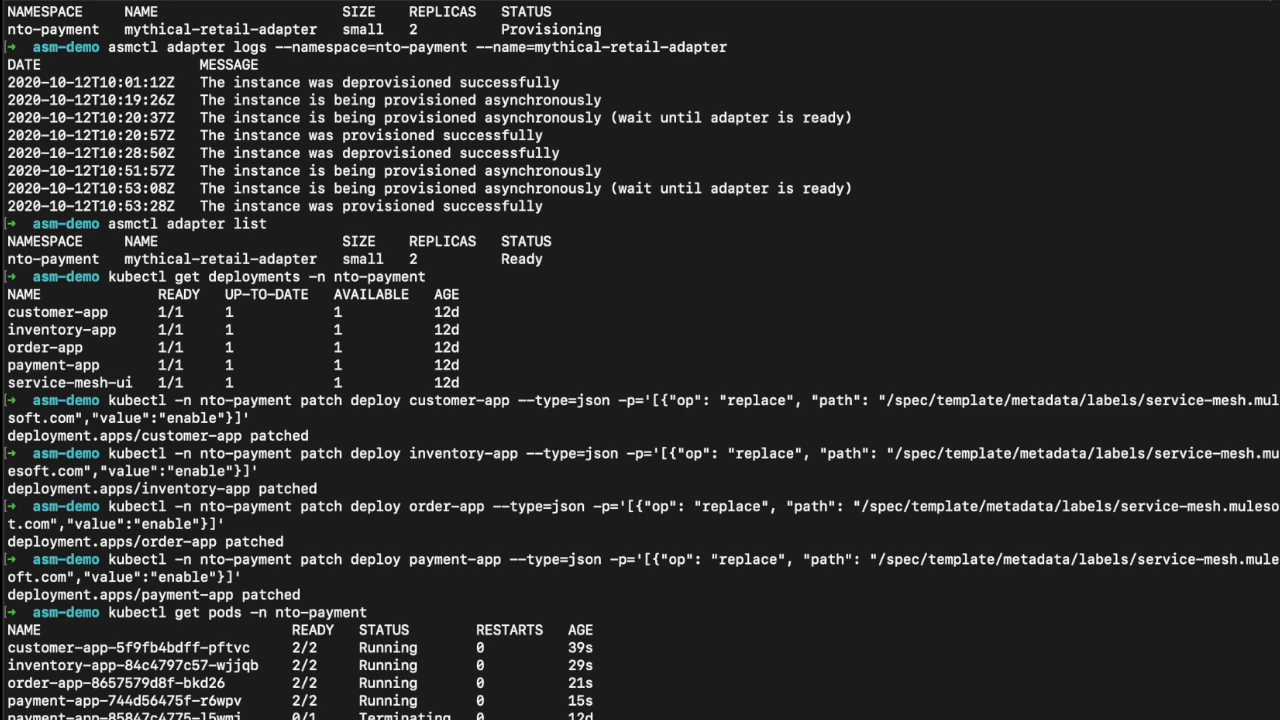 NAMESPACE NAME SIZE REPLICAS STATUS
nto-payment mythical-retail-adapter small 2 Provisioning
[➜ asm-demo asmctl adapter logs --namespace=nto-payment --name=mythical-retail-adapter
DATE MESSAGE
2020-10-12T10:01:12Z The instance was deprovisioned successfully
2020-10-12T10:19:26Z The instance is being provisioned asynchronously
2020-10-12T10:20:37Z The instance is being provisioned asynchronously (wait until adapter is ready)
2020-10-12T10:20:57Z The instance was provisioned successfully
2020-10-12T10:28:50Z The instance was deprovisioned successfully
2020-10-12T10:51:57Z The instance is being provisioned asynchronously
2020-10-12T10:53:08Z The instance is being provisioned asynchronously (wait until adapter is ready)
2020-10-12T10:53:28Z The instance was provisioned successfully
[➜ asm-demo asmctl adapter list
NAMESPACE NAME SIZE REPLICAS STATUS
nto-payment mythical-retail-adapter small 2 Ready
[➜ asm-demo kubectl get deployments -n nto-payment
NAME READY UP-TO-DATE AVAILABLE AGE
customer-app 1/1 1 1 12d
inventory-app 1/1 1 1 12d
order-app 1/1 1 1 12d
payment-app 1/1 1 1 12d
service-mesh-ui 1/1 1 1 12d
[➜ asm-demo kubectl -n nto-payment patch deploy customer-app --type=json -p='[{"op": "replace", "path": "/spec/template/metadata/labels/service-mesh.mul
soft.com","value":"enable"}]'
deployment.apps/customer-app patched
[➜ asm-demo kubectl -n nto-payment patch deploy inventory-app --type=json -p='[{"op": "replace", "path": "/spec/template/metadata/labels/service-mesh.mu
esoft.com","value":"enable"}]'
deployment.apps/inventory-app patched
[➜ asm-demo kubectl -n nto-payment patch deploy order-app --type=json -p='[{"op": "replace", "path": "/spec/template/metadata/labels/service-mesh.muleso
t.com","value":"enable"}]'
deployment.apps/order-app patched
[➜ asm-demo kubectl -n nto-payment patch deploy payment-app --type=json -p='[{"op": "replace", "path": "/spec/template/metadata/labels/service-mesh.mule
oft.com","value":"enable"}]'
deployment.apps/payment-app patched
[➜ asm-demo kubectl get pods -n nto-payment
NAME READY STATUS RESTARTS AGE
customer-app-5f9fb4bdff-pftvc 2/2 Running 0 39s
inventory-app-84c4797c57-wjjqb 2/2 Running 0 29s
order-app-8657579d8f-bkd26 2/2 Running 0 21s
payment-app-744d56475f-r6wpv 2/2 Running 0 15s
payment-app-85847c4775-l5wmj 0/1 Terminating 0 12d